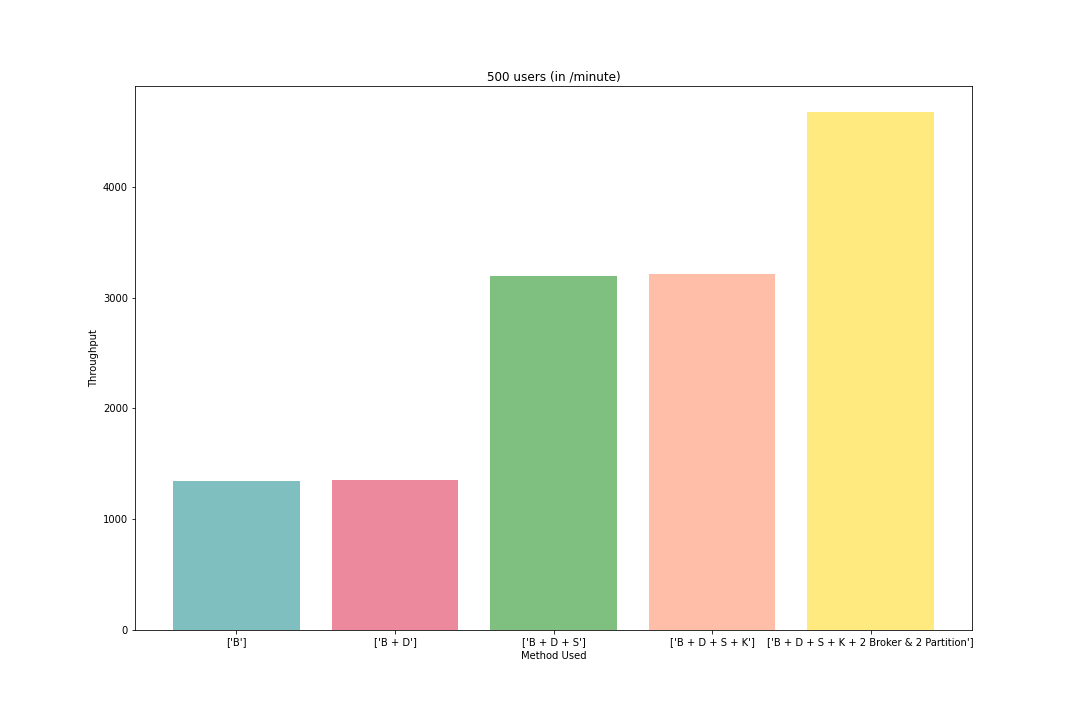 500 users (in /minute)
Throughput
4000
3000
2000
1000
0
['B']
['B + D']
['B + D + S']
['B + D + S + K']
['B + D + S + K + 2 Broker & 2 Partition']
Method Used